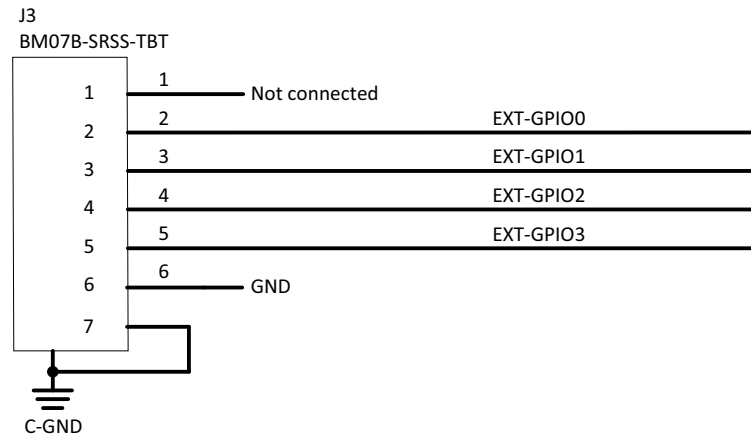 J3
BM07B-SRSS-TBT
1 1 Not connected
2 2 EXT-GPIO0
3 3 EXT-GPIO1
4 4 EXT-GPIO2
5 5 EXT-GPIO3
6 6 GND
7
C-GND